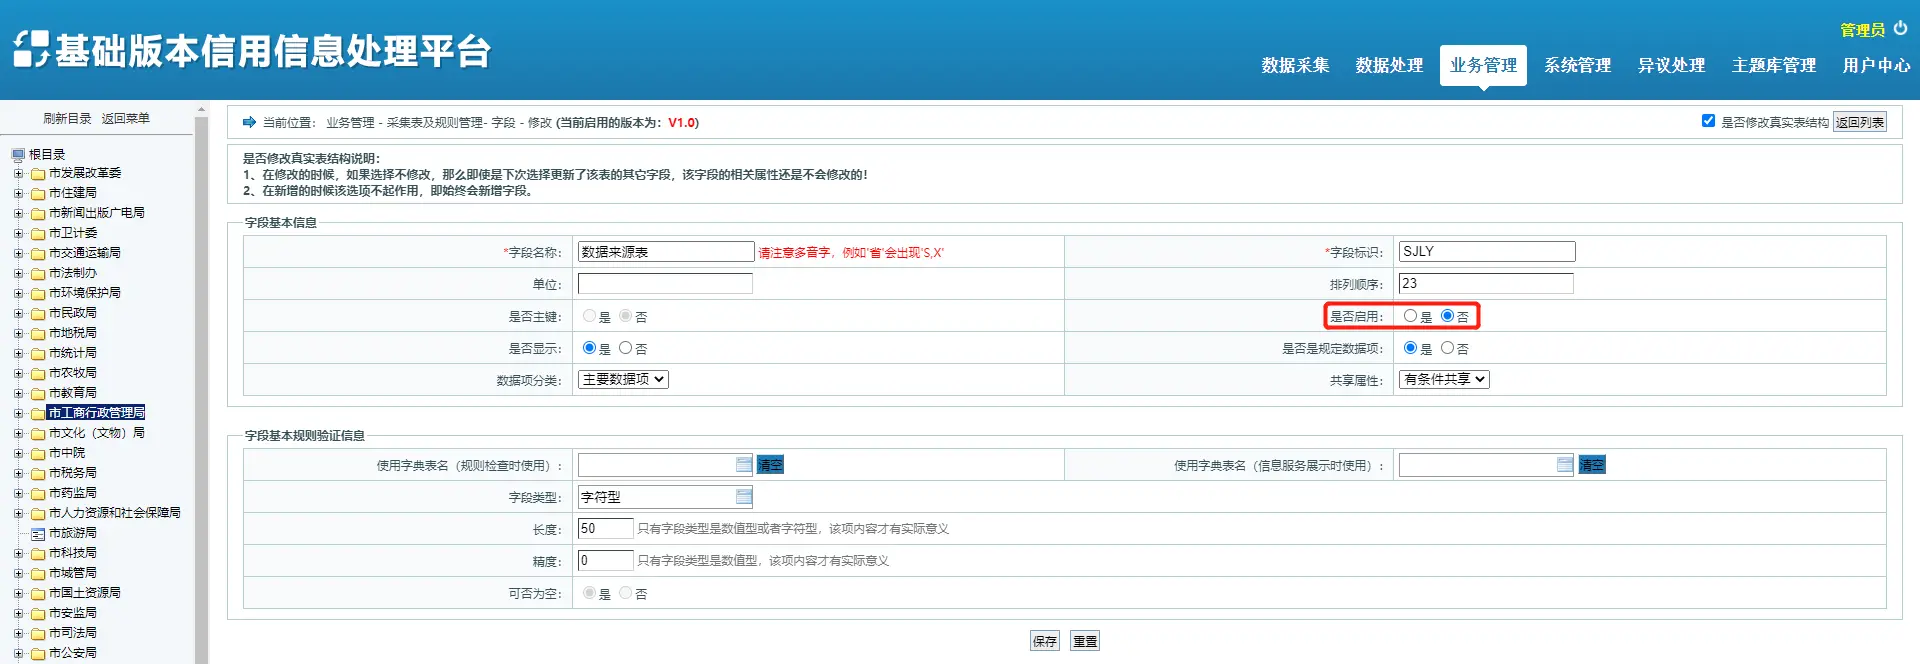 基础版本信用信息处理平台
管理员
数据采集 数据处理 业务管理 系统管理 异议处理 主题库管理 用户中心
刷新目录 返回菜单
根目录
市发展改革委
市住建局
市新闻出版广电局
市卫计委
市交通运输局
市法制办
市环境保护局
市民政局
市地税局
市统计局
市农牧局
市教育局
市工商行政管理局
市文化（文物）局
市中院
市税务局
市药监局
市人力资源和社会保障局
市旅游局
市科技局
市城管局
市国土资源局
市安监局
市司法局
市公安局
当前位置： 业务管理 - 采集表及规则管理- 字段 - 修改 (当前启用的版本为：V1.0)
是否修改真实表结构 返回列表
是否修改真实表结构说明：
1、在修改的时候，如果选择不修改，那么即使是下次选择更新了该表的其它字段，该字段的相关属性还是不会修改的！
2、在新增的时候该选项不起作用，即始终会新增字段。
字段基本信息
*字段名称： 数据来源表 请注意多音字，例如'省'会出现'S,X' *字段标识： SJLY
单位： 排列顺序： 23
是否主键： 是 否 是否启用： 是 否
是否显示： 是 否 是否是规定数据项： 是 否
数据项分类： 主要数据项 共享属性： 有条件共享
字段基本规则验证信息
使用字典表名（规则检查时使用）： 清空 使用字典表名（信息服务展示时使用）： 清空
字段类型： 字符型
长度： 50 只有字段类型是数值型或者字符型，该项内容才有实际意义
精度： 0 只有字段类型是数值型，该项内容才有实际意义
可否为空： 是 否
保存 重置